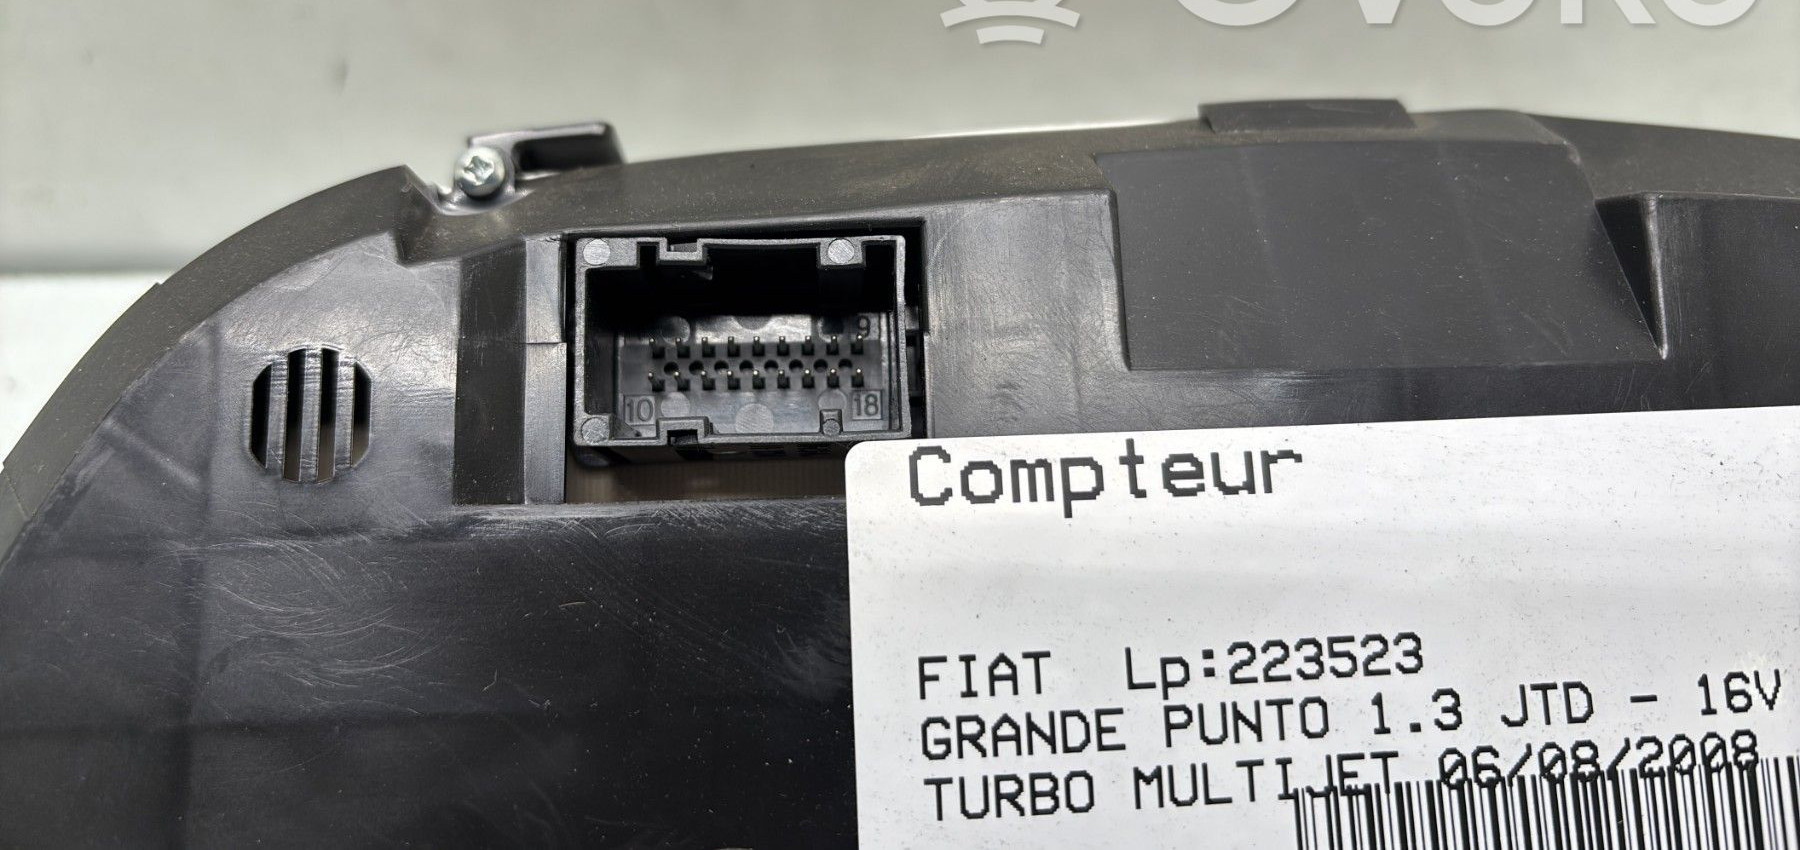 9
10 18
Compteur
FIAT Lp:223523
GRANDE PUNTO 1.3 JTD - 16V
TURBO MULTIJET 06/08/2008